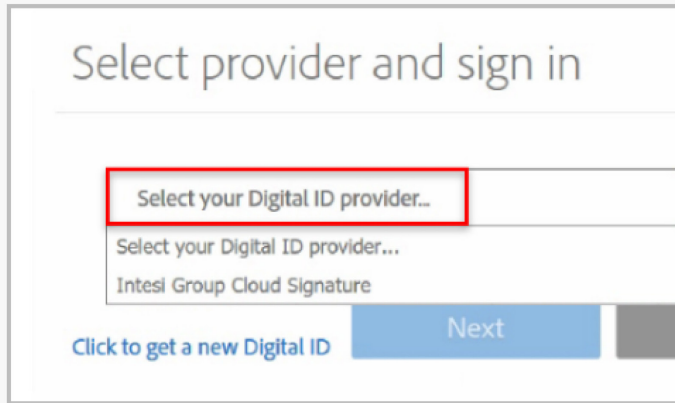 Select provider and sign in
Select your Digital ID provider...
Select your Digital ID provider...
Intesi Group Cloud Signature
Next
Click to get a new Digital ID